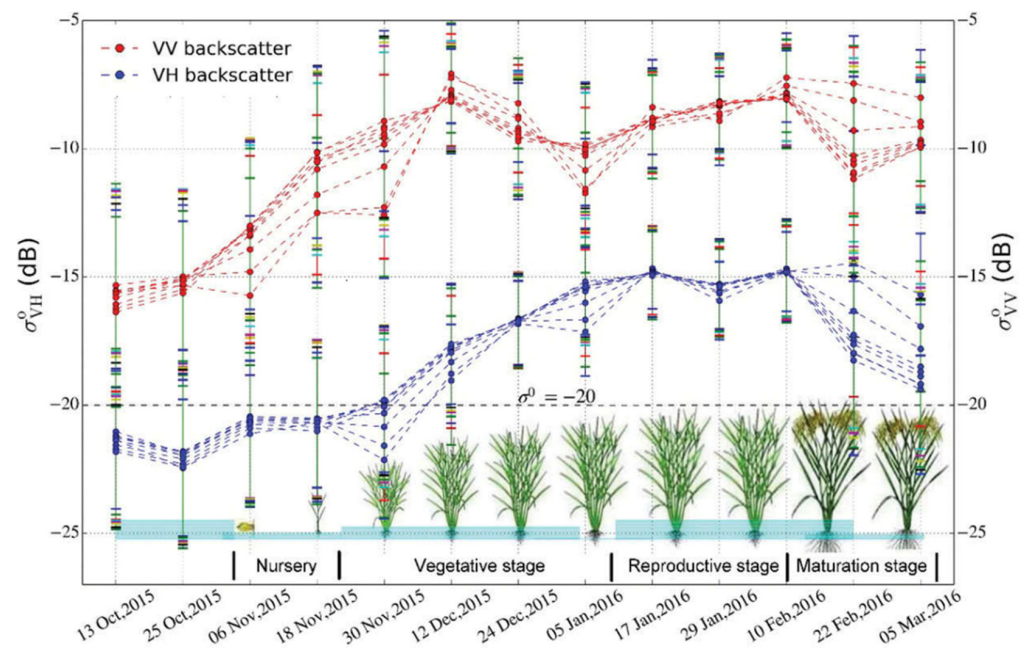 −5
−5
VV backscatter
VH backscatter
−10
−10
σ°VH (dB)
−15
−15
σ°VV (dB)
σ⁰ = −20
−20
−20
−25
−25
Nursery
Vegetative stage
Reproductive stage
Maturation stage
13 Oct,2015
25 Oct,2015
06 Nov,2015
18 Nov,2015
30 Nov,2015
12 Dec,2015
24 Dec,2015
05 Jan,2016
17 Jan,2016
29 Jan,2016
10 Feb,2016
22 Feb,2016
05 Mar,2016